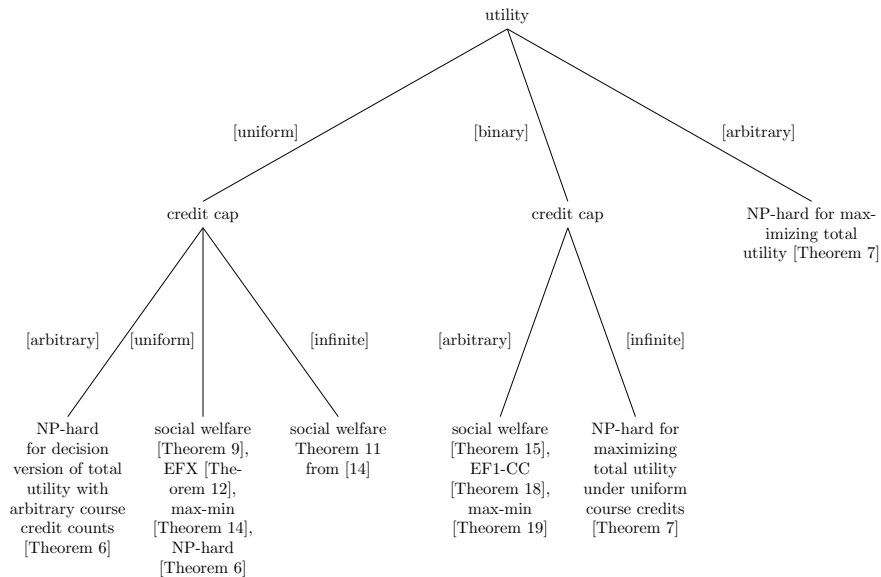 utility
[uniform]
[binary]
[arbitrary]
credit cap
credit cap
NP-hard for max-
imizing total
utility [Theorem 7]
[arbitrary]
[uniform]
[infinite]
[arbitrary]
[infinite]
NP-hard
for decision
version of total
utility with
arbitrary course
credit counts
[Theorem 6]
social welfare
[Theorem 9],
EFX [The-
orem 12],
max-min
[Theorem 14],
NP-hard
[Theorem 6]
social welfare
Theorem 11
from [14]
social welfare
[Theorem 15],
EF1-CC
[Theorem 18],
max-min
[Theorem 19]
NP-hard for
maximizing
total utility
under uniform
course credits
[Theorem 7]